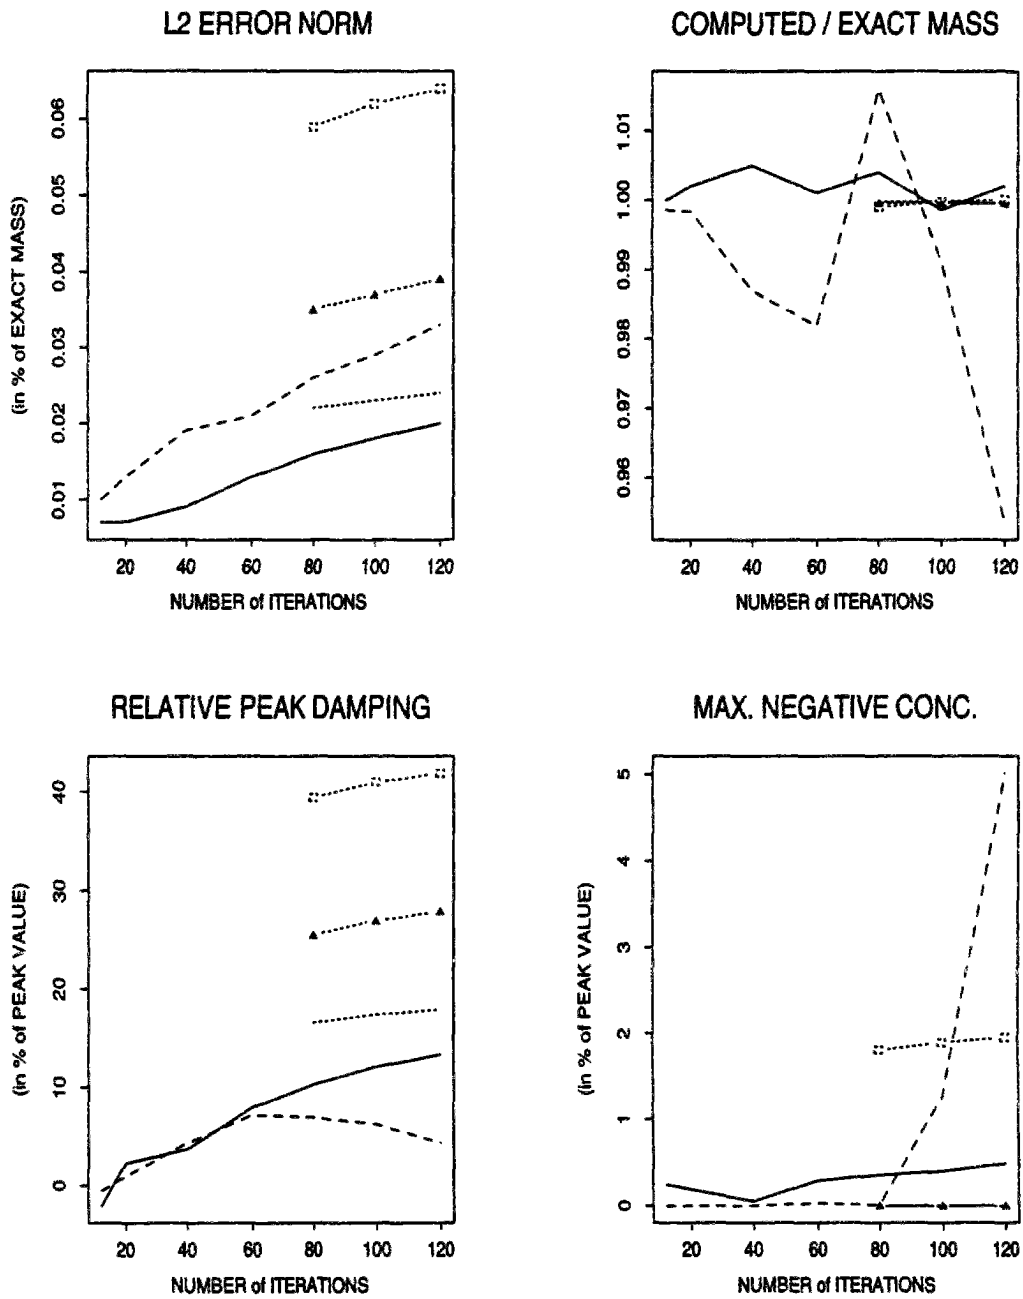 L2 ERROR NORM
(in % of EXACT MASS)
0.06
0.05
0.04
0.03
0.02
0.01
20 40 60 80 100 120
NUMBER of ITERATIONS
COMPUTED / EXACT MASS
1.01
1.00
0.99
0.98
0.97
0.96
20 40 60 80 100 120
NUMBER of ITERATIONS
RELATIVE PEAK DAMPING
(in % of PEAK VALUE)
40
30
20
10
0
20 40 60 80 100 120
NUMBER of ITERATIONS
MAX. NEGATIVE CONC.
(in % of PEAK VALUE)
5
4
3
2
1
0
20 40 60 80 100 120
NUMBER of ITERATIONS